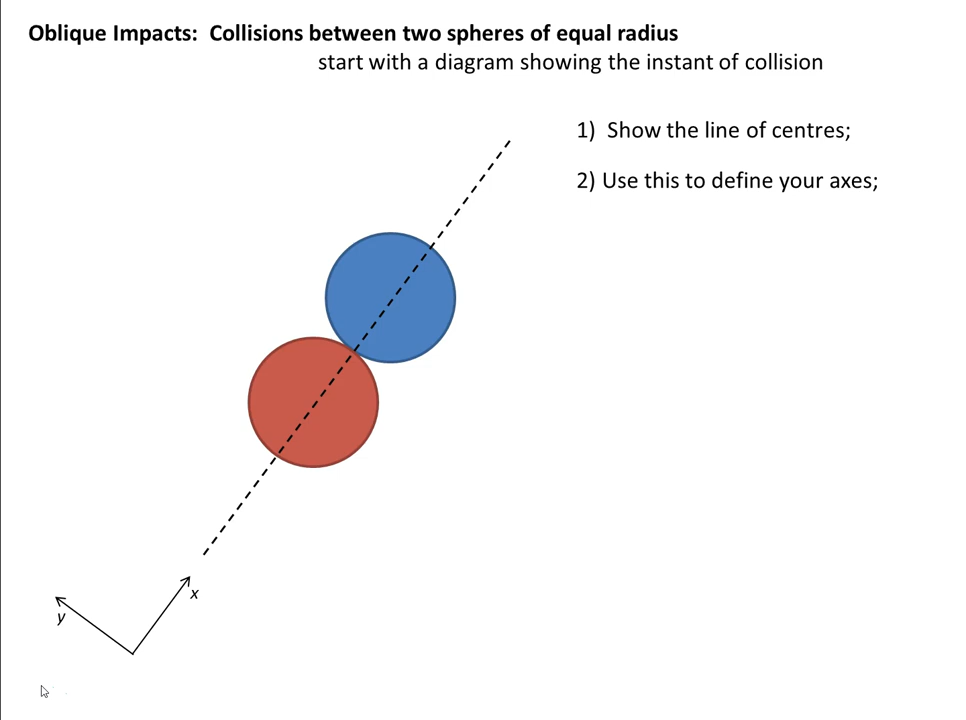 Oblique Impacts:  Collisions between two spheres of equal radius
start with a diagram showing the instant of collision
1)  Show the line of centres;
2) Use this to define your axes;
x
y